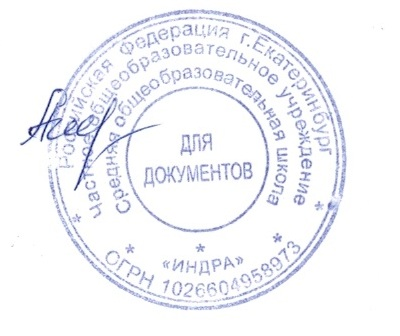 Российская Федерация г.Екатеринбург
Частное общеобразовательное учреждение
Средняя общеобразовательная школа
«ИНДРА»
ОГРН 1026604958973
ДЛЯ
ДОКУМЕНТОВ